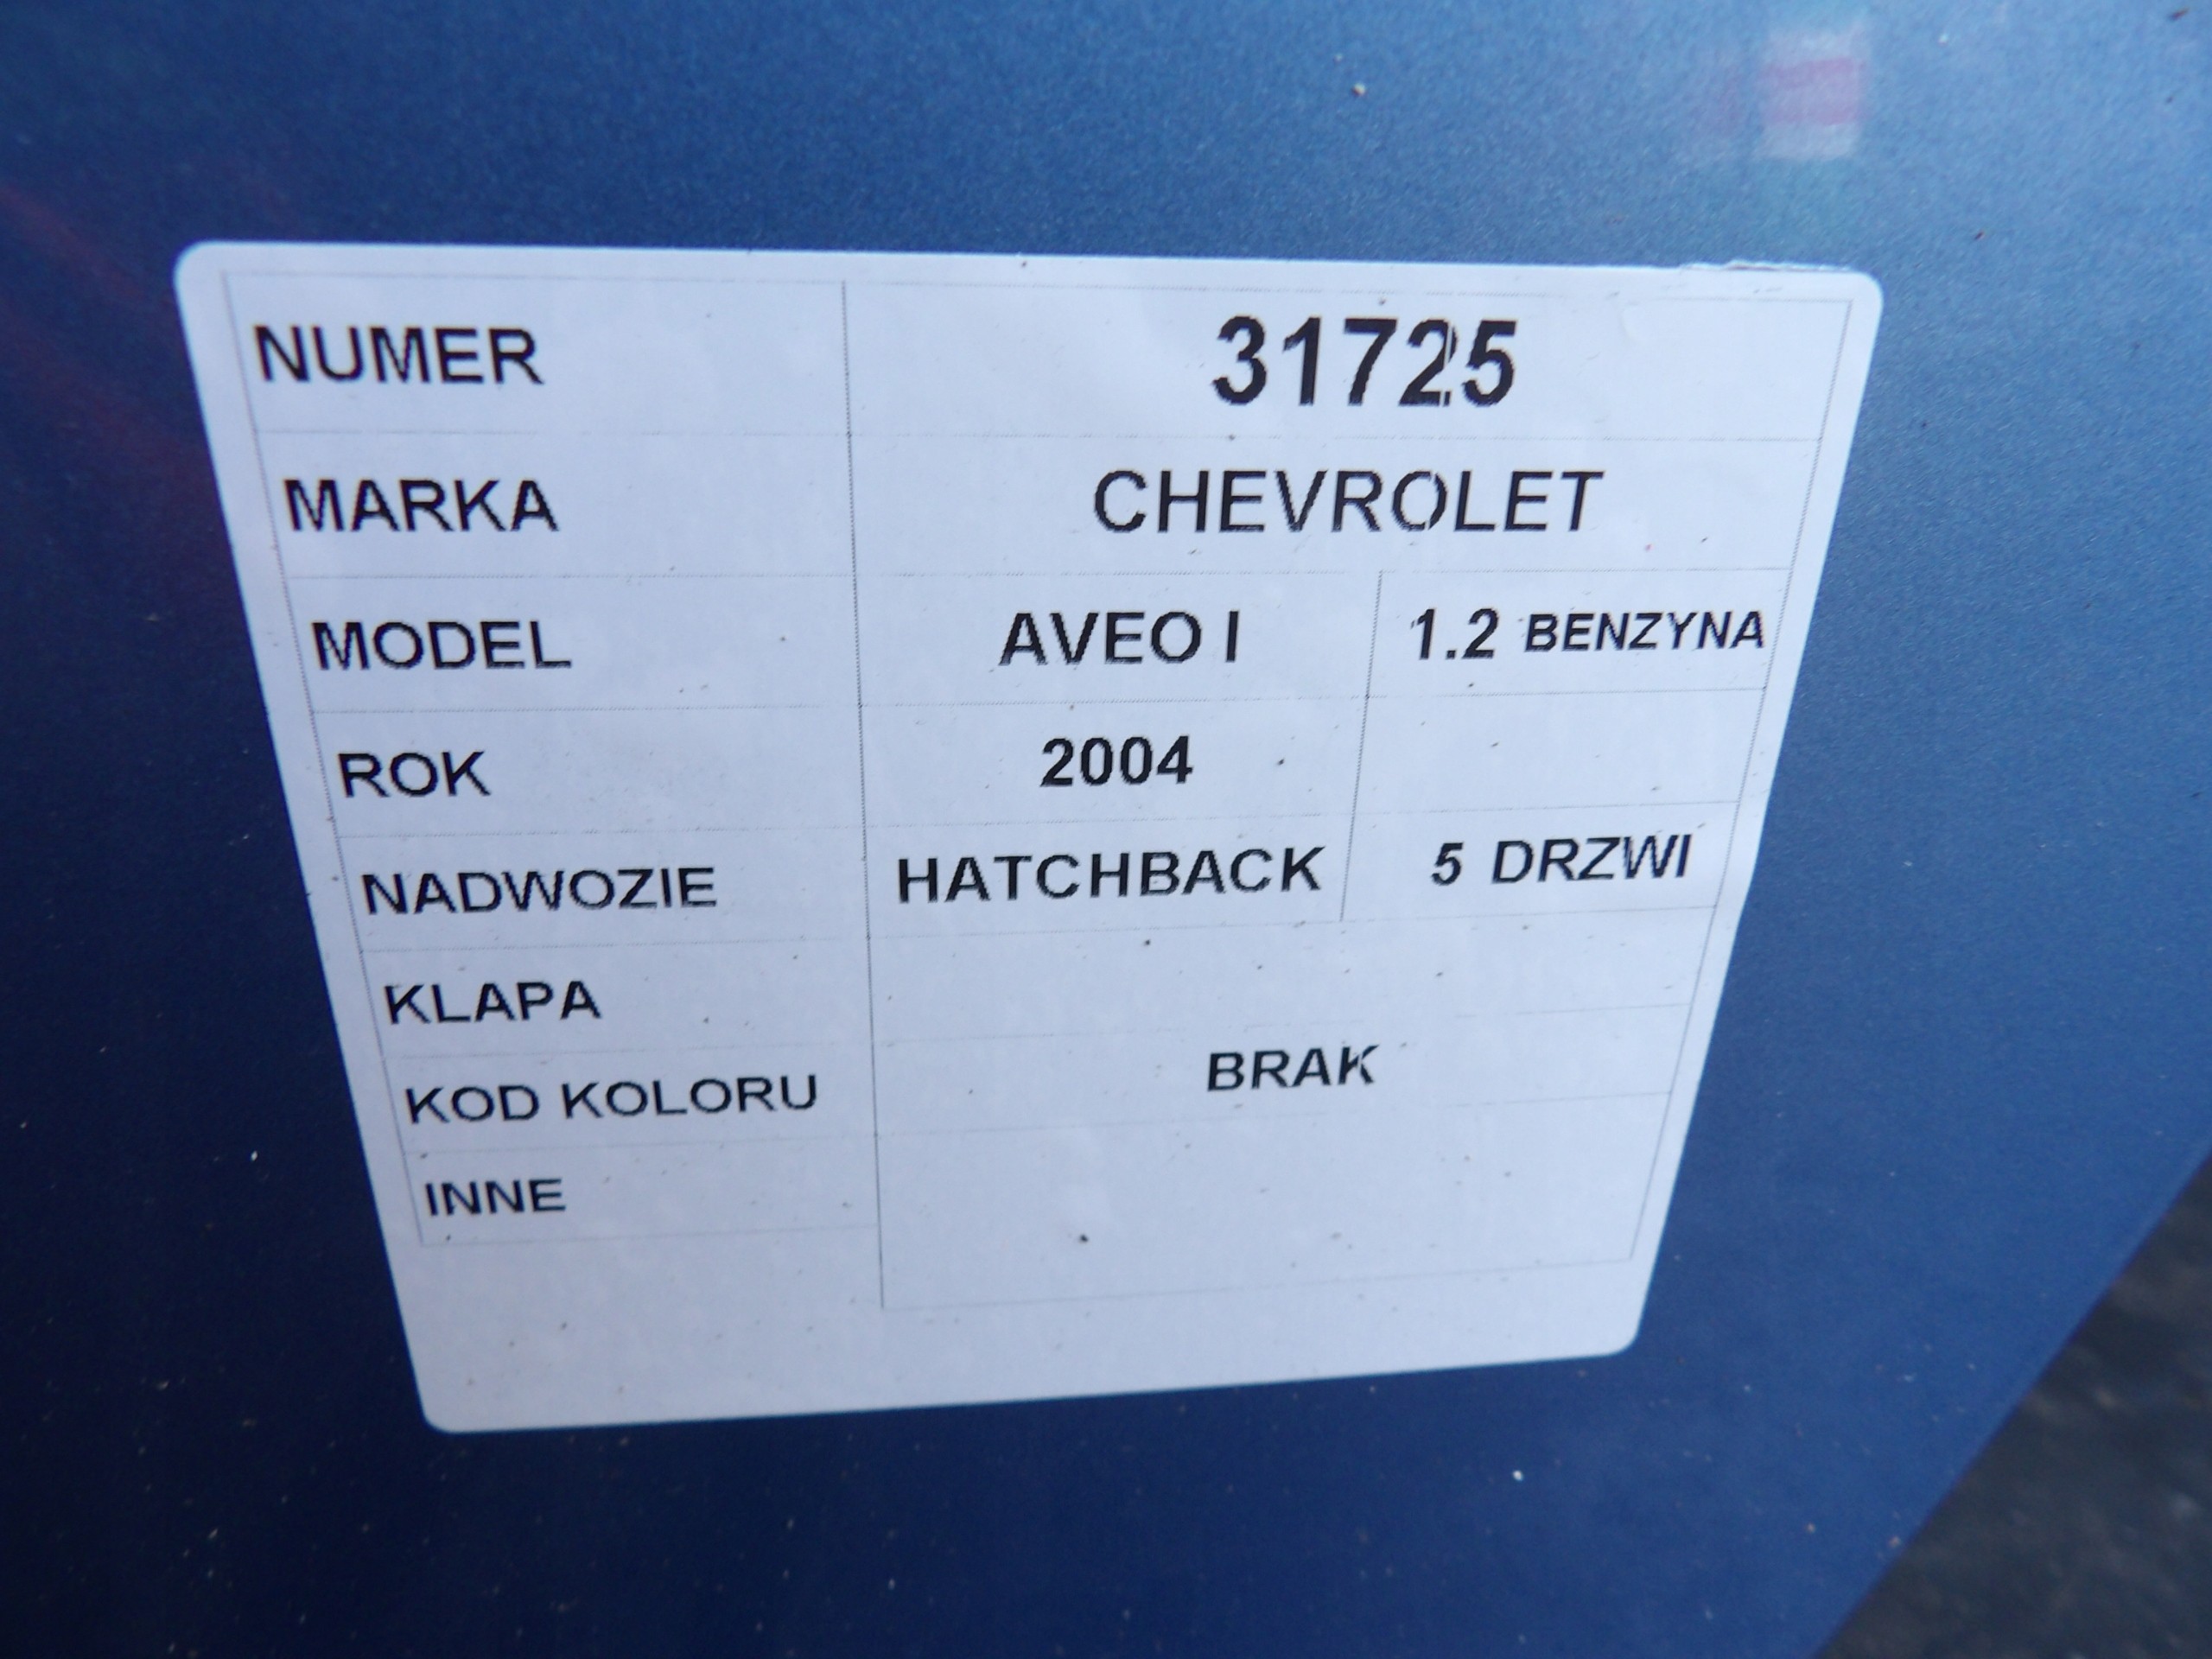 NUMER 31725
MARKA CHEVROLET
MODEL AVEO I 1.2 BENZYNA
ROK 2004
NADWOZIE HATCHBACK 5 DRZWI
KLAPA
KOD KOLORU BRAK
INNE